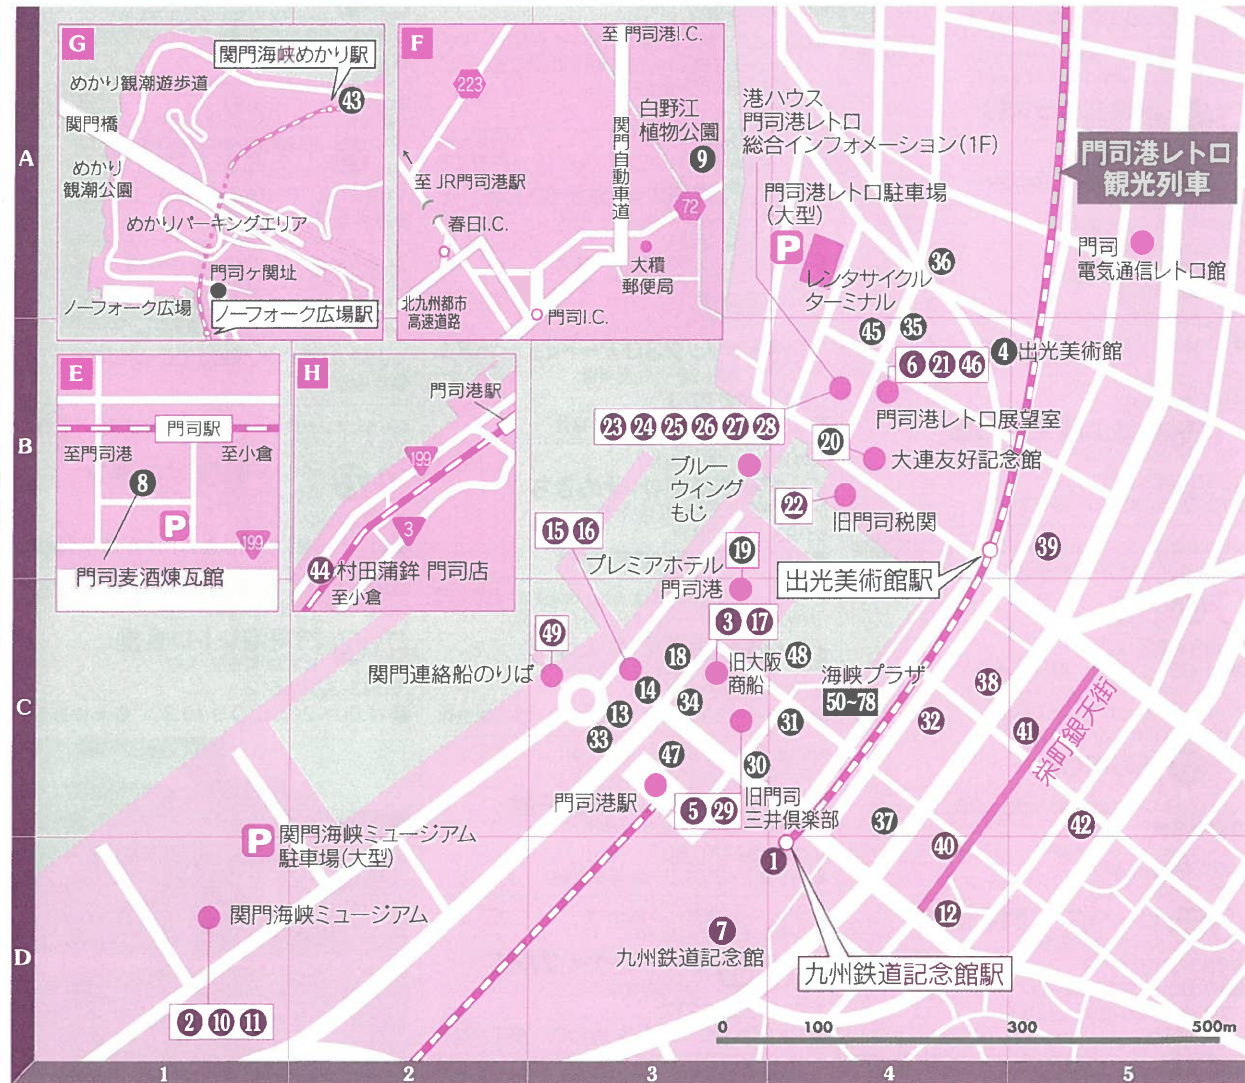 G
関門海峡めかり駅
43
めかり観潮遊歩道
関門橋
めかり
観潮公園
めかりパーキングエリア
門司ヶ関址
ノーフォーク広場
ノーフォーク広場駅
F
至 門司港I.C.
223
白野江
植物公園
9
関門自動車道
至 JR門司港駅
72
春日I.C.
大積
郵便局
北九州都市
高速道路
門司I.C.
E
門司駅
至門司港
至小倉
8
P
199
門司麦酒煉瓦館
H
門司港駅
199
3
44
村田蒲鉾 門司店
至小倉
A
B
C
D
港ハウス
門司港レトロ
総合インフォメーション(1F)
門司港レトロ駐車場
(大型)
P
レンタサイクル
ターミナル
36
門司港レトロ
観光列車
門司
電気通信レトロ館
45
35
4
出光美術館
6 21 46
門司港レトロ展望室
23 24 25 26 27 28
20
大連友好記念館
ブルー
ウィング
もじ
22
旧門司税関
15 16
19
プレミアホテル
門司港
39
出光美術館駅
3 17
49
関門連絡船のりば
18
旧大阪
商船
48
海峡プラザ
50~78
14
13
34
33
31
38
32
41
栄町銀天街
47
30
門司港駅
5 29
旧門司
三井倶楽部
37
42
40
P
関門海峡ミュージアム
駐車場(大型)
1
関門海峡ミュージアム
12
7
九州鉄道記念館
九州鉄道記念館駅
2 10 11
0 100 300 500m
1 2 3 4 5